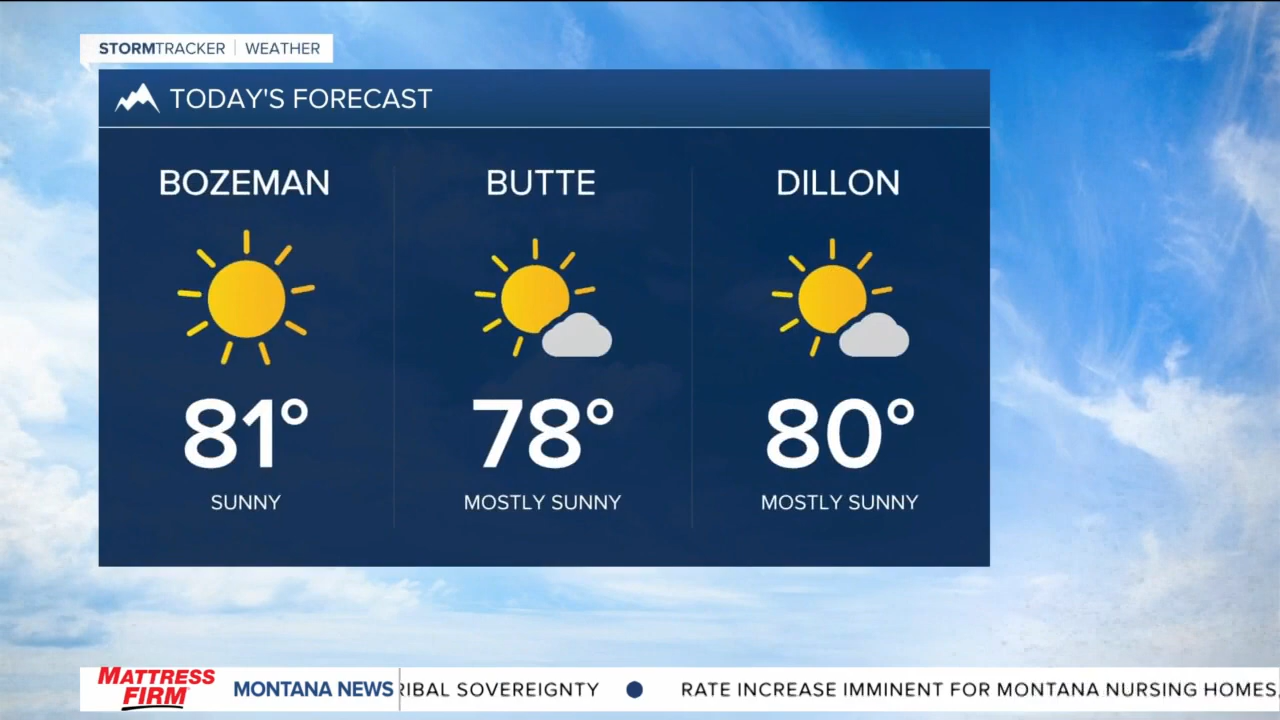 STORMTRACKER | WEATHER
TODAY'S FORECAST
BOZEMAN
81°
SUNNY
BUTTE
78°
MOSTLY SUNNY
DILLON
80°
MOSTLY SUNNY
MATTRESS
FIRM
MONTANA NEWS
RIBAL SOVEREIGNTY ● RATE INCREASE IMMINENT FOR MONTANA NURSING HOMES